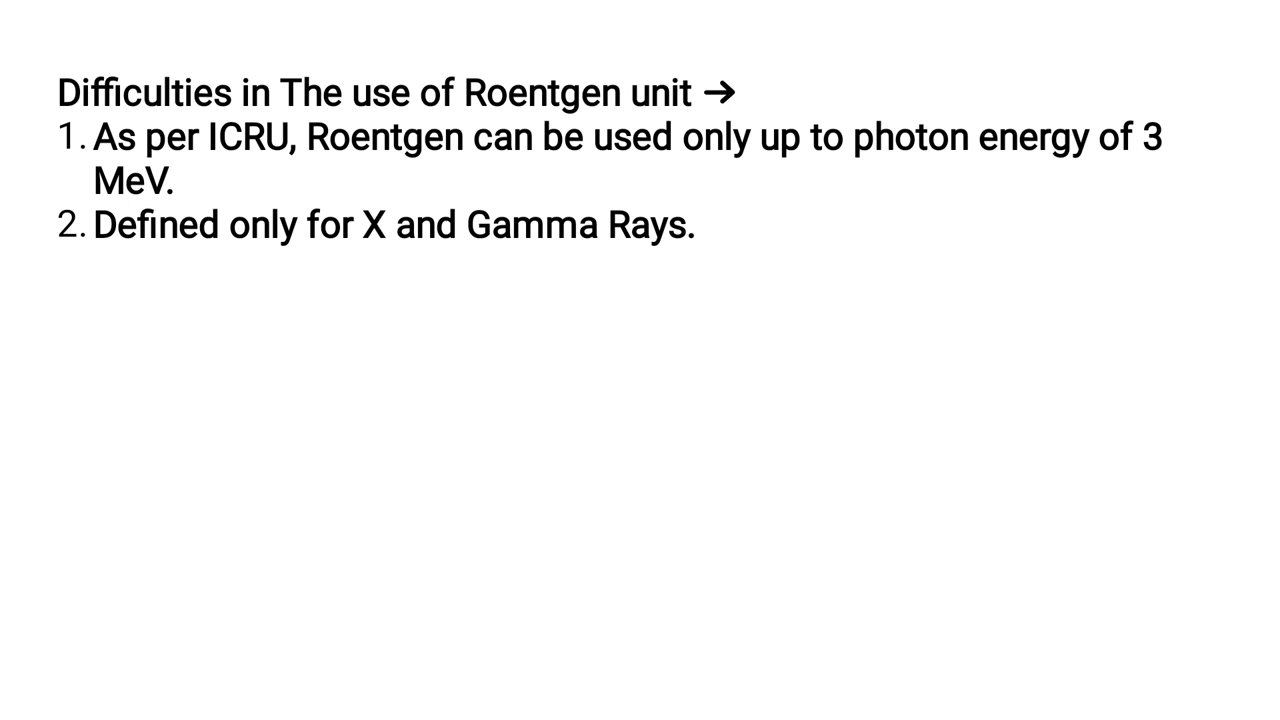 Difficulties in The use of Roentgen unit →
1. As per ICRU, Roentgen can be used only up to photon energy of 3
MeV.
2. Defined only for X and Gamma Rays.